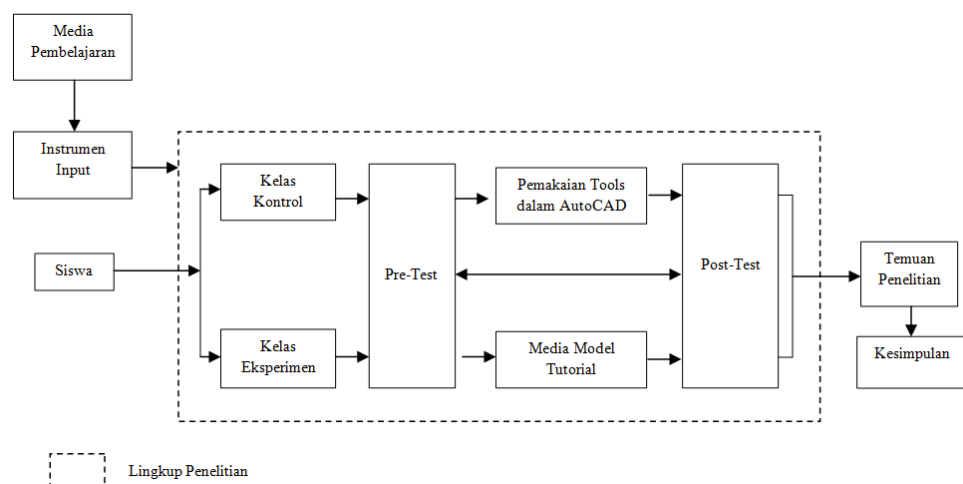 Media
Pembelajaran
Instrumen
Input
Kelas
Kontrol
Pemakaian Tools
dalam AutoCAD
Siswa
Pre-Test
Post-Test
Temuan
Penelitian
Kelas
Eksperimen
Media Model
Tutorial
Kesimpulan
Lingkup Penelitian